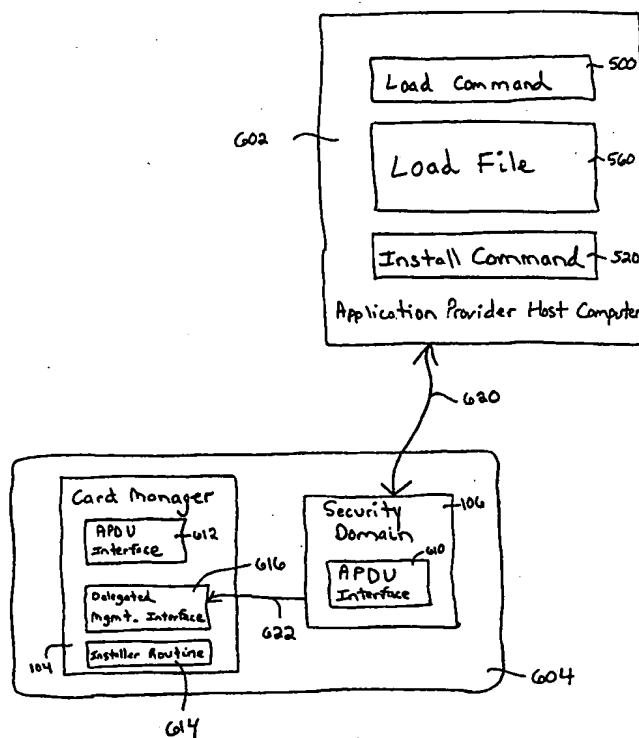 Load Command
500
602
Load File
560
Install Command
520
Application Provider Host Computer
620
Card Manager
APDU
Interface
612
Security
Domain
106
610
APDU
Interface
616
Delegated
Mgmt. Interface
622
104
Installer Routine
604
614